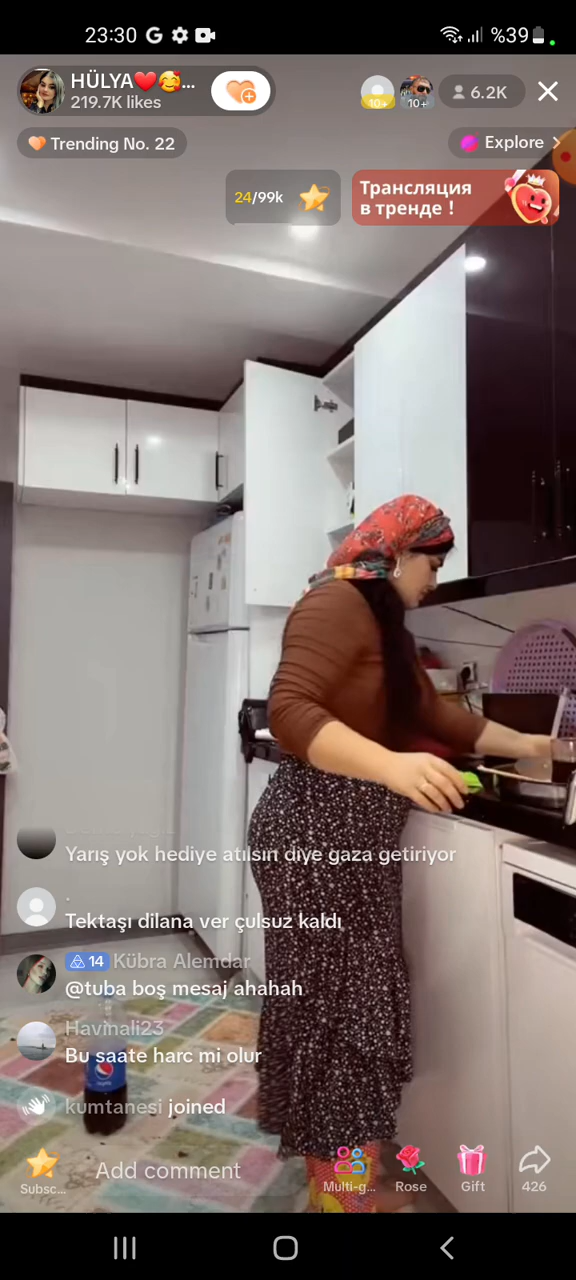 23:30
%39
HÜLYA❤️🥰...
219.7K likes
10+
10+
6.2K
Trending No. 22
Explore
24/99k
Трансляция
в тренде !
Yarış yok hediye atılsın diye gaza getiriyor
.
Tektaşı dilana ver çulsuz kaldı
14 Kübra Alemdar
@tuba boş mesaj ahahah
Havinali23
Bu saate harc mi olur
kumtanesi joined
Subsc...
Add comment
Multi-g...
Rose
Gift
426